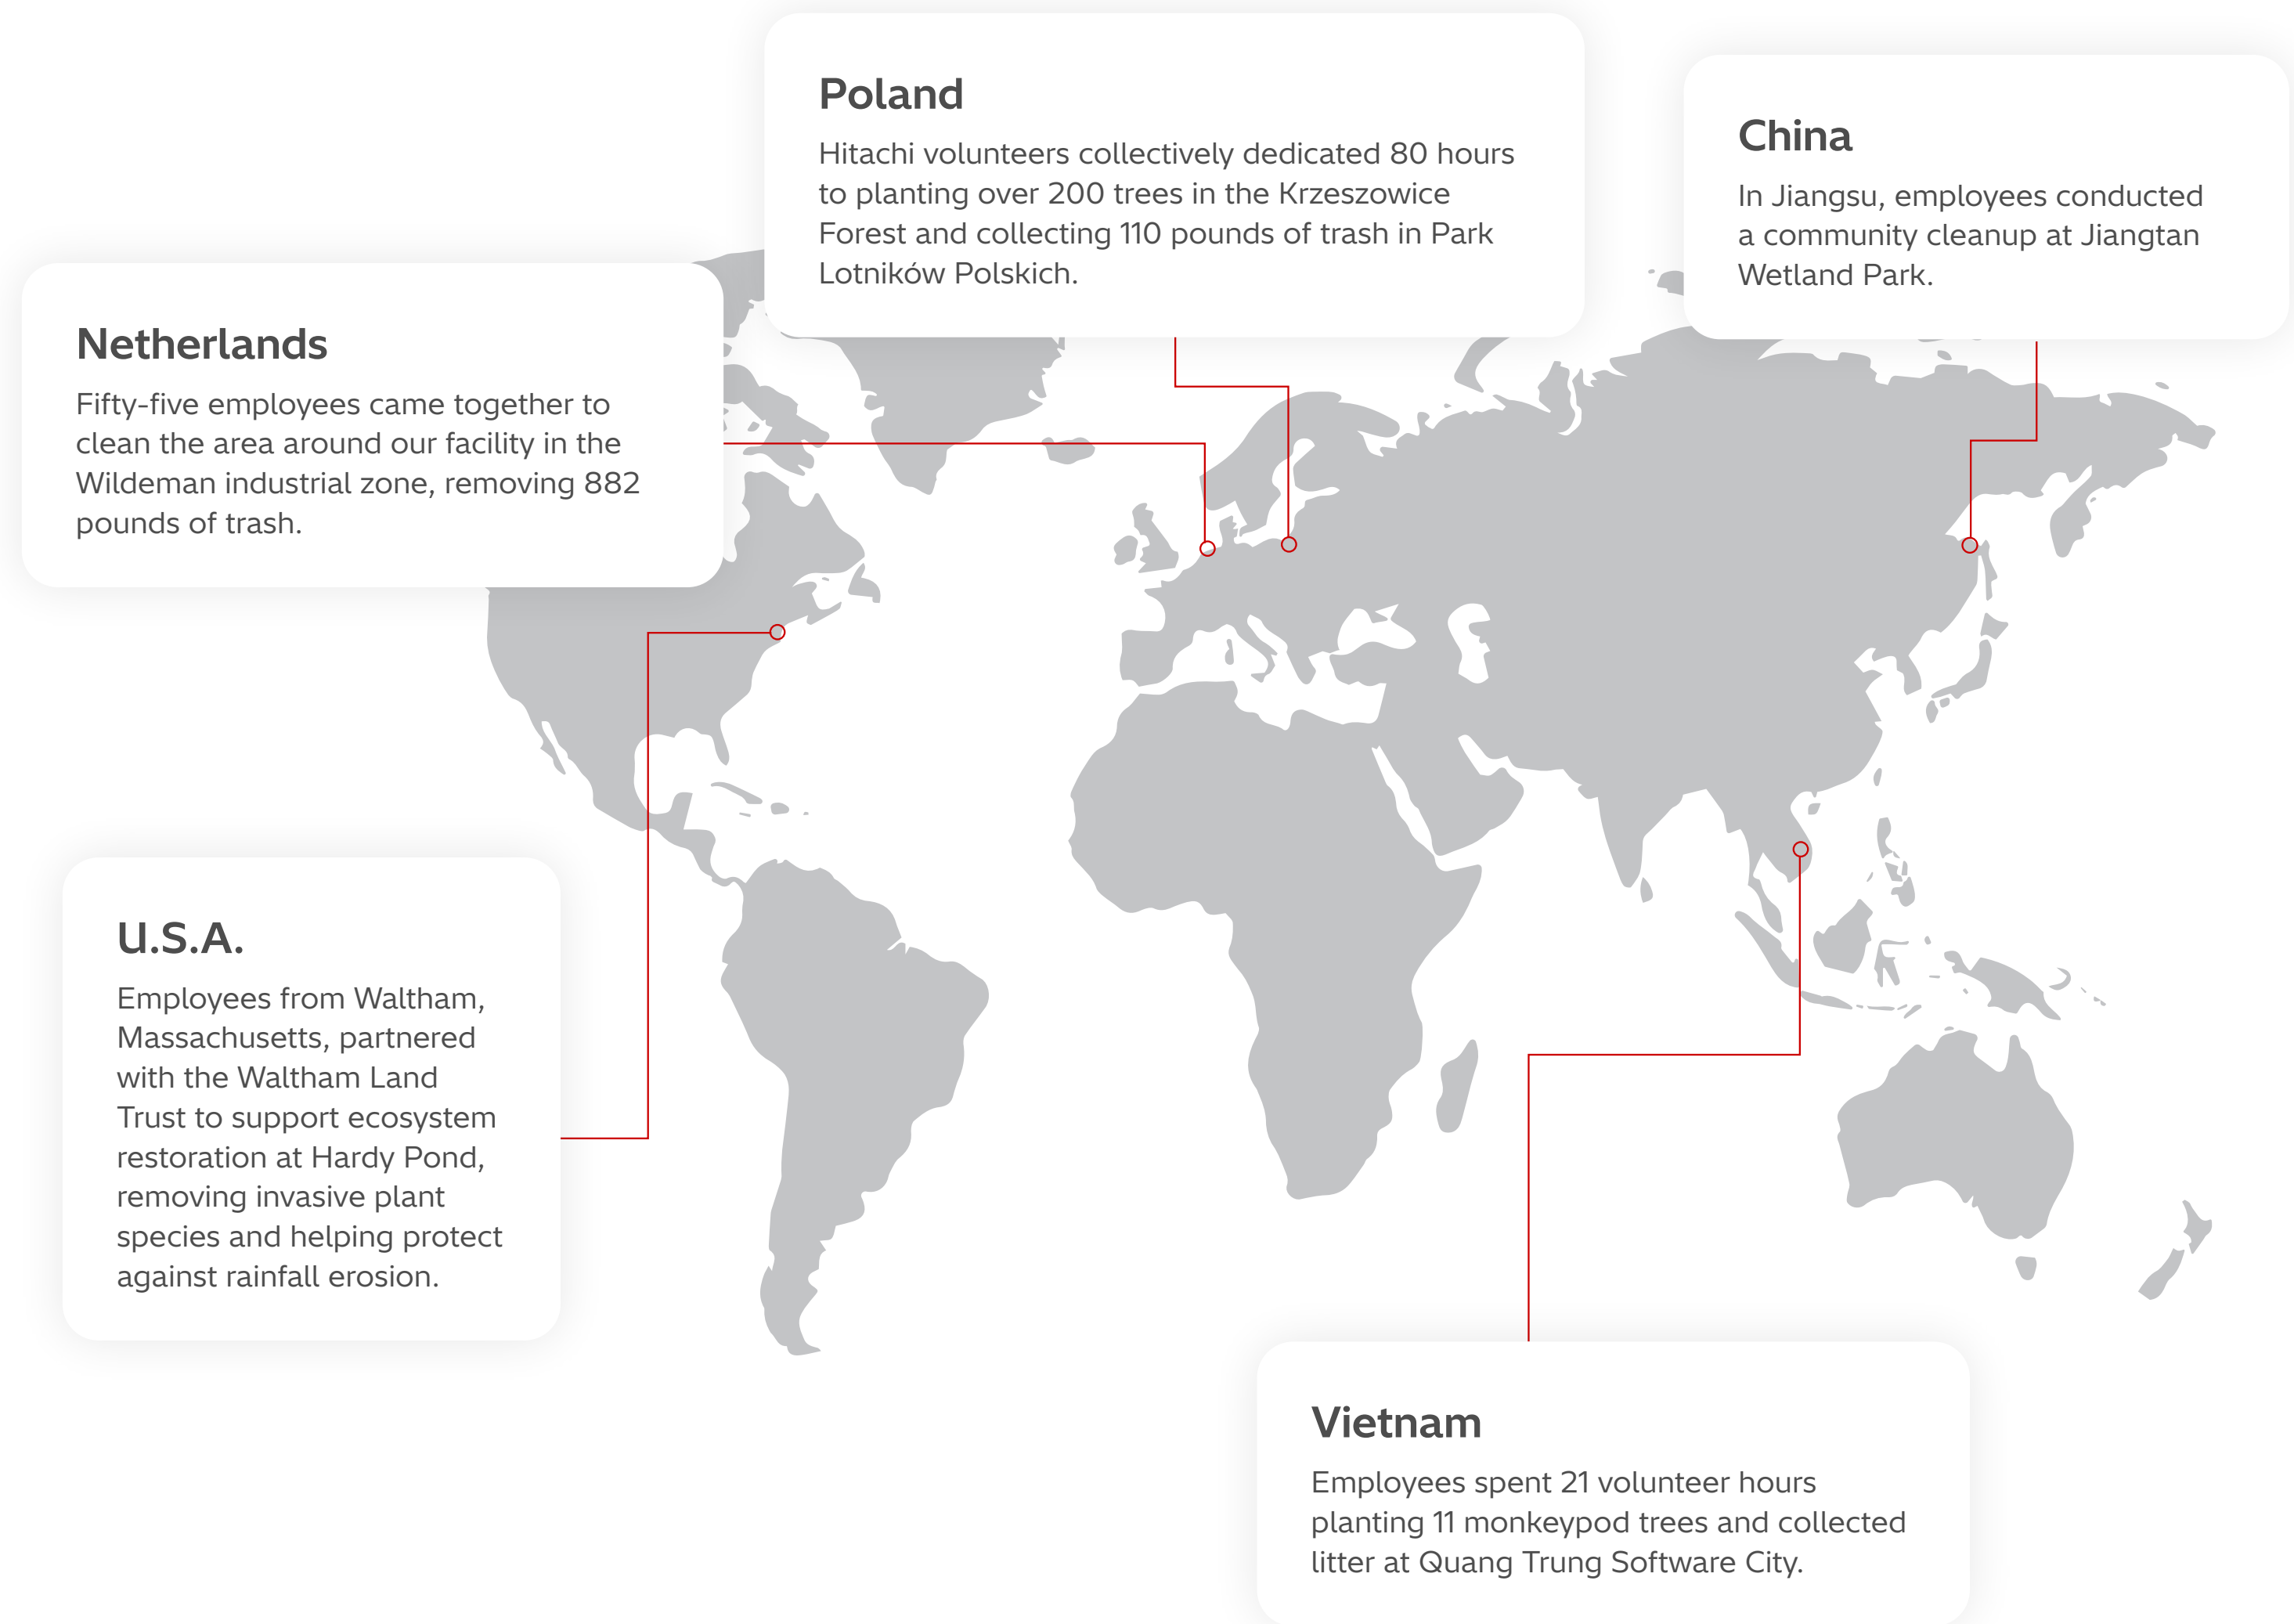 Poland
Hitachi volunteers collectively dedicated 80 hours
to planting over 200 trees in the Krzeszowice
Forest and collecting 110 pounds of trash in Park
Lotników Polskich.
China
In Jiangsu, employees conducted
a community cleanup at Jiangtan
Wetland Park.
Netherlands
Fifty-five employees came together to
clean the area around our facility in the
Wildeman industrial zone, removing 882
pounds of trash.
U.S.A.
Employees from Waltham,
Massachusetts, partnered
with the Waltham Land
Trust to support ecosystem
restoration at Hardy Pond,
removing invasive plant
species and helping protect
against rainfall erosion.
Vietnam
Employees spent 21 volunteer hours
planting 11 monkeypod trees and collected
litter at Quang Trung Software City.